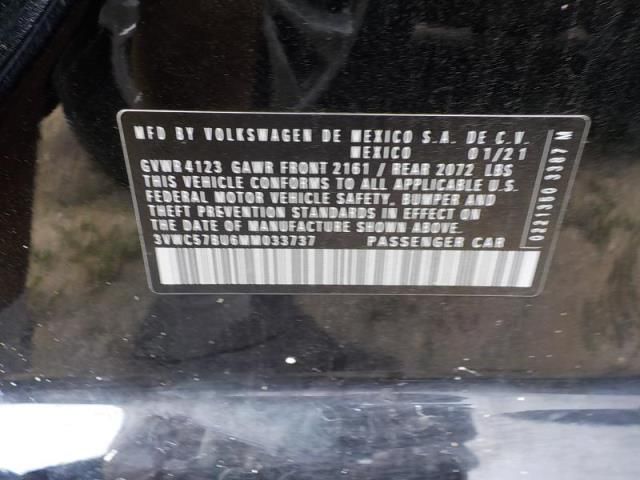 MFD BY VOLKSWAGEN DE MEXICO S.A. DE C.V.
MEXICO 01/21
GVWR 4123 GAWR FRONT 2161 / REAR 2072 LBS
THIS VEHICLE CONFORMS TO ALL APPLICABLE U.S.
FEDERAL MOTOR VEHICLE SAFETY, BUMPER AND
THEFT PREVENTION STANDARDS IN EFFECT ON
THE DATE OF MANUFACTURE SHOWN ABOVE.
3VWC57BU6MM033737 PASSENGER CAR